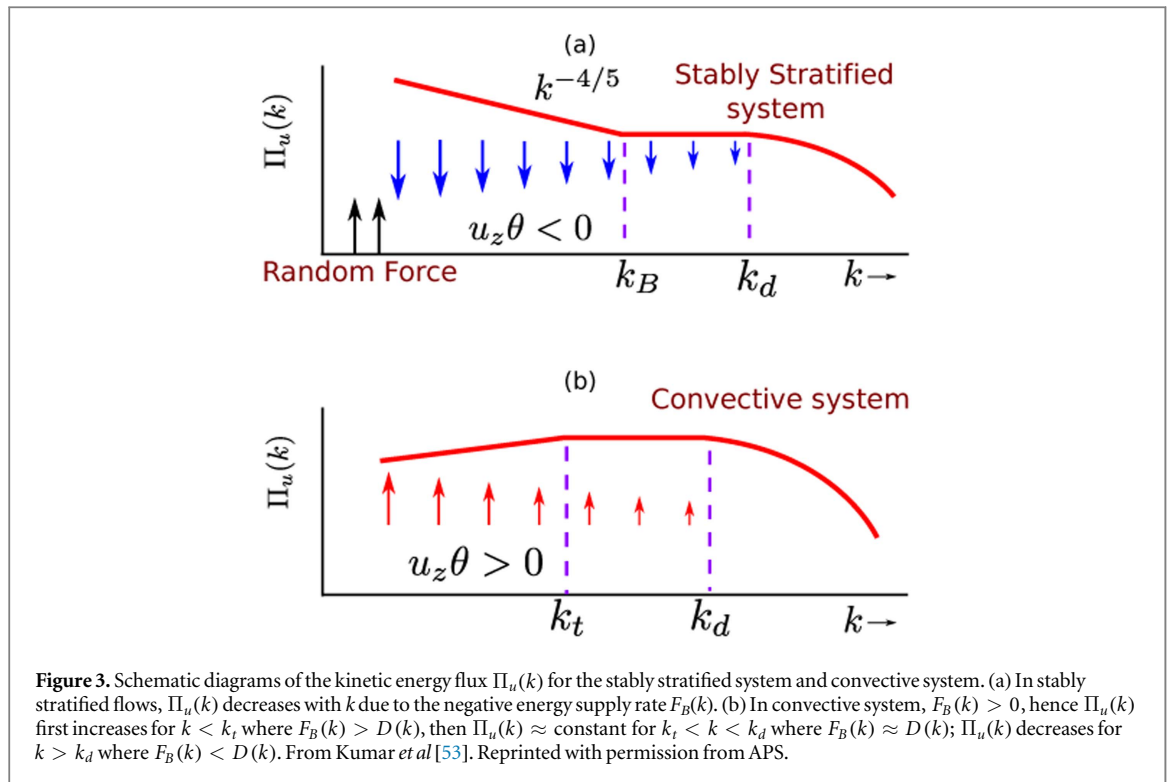 (a)
k^{-4/5}
Stably Stratified
system
Π_u(k)
u_zθ < 0
Random Force
k_B
k_d
k→
(b)
Convective system
Π_u(k)
u_zθ > 0
k_t
k_d
k→
Figure 3. Schematic diagrams of the kinetic energy flux Π_u(k) for the stably stratified system and convective system. (a) In stably
stratified flows, Π_u(k) decreases with k due to the negative energy supply rate F_B(k). (b) In convective system, F_B(k) > 0, hence Π_u(k)
first increases for k < k_t where F_B(k) > D(k), then Π_u(k) ≈ constant for k_t < k < k_d where F_B(k) ≈ D(k); Π_u(k) decreases for
k > k_d where F_B(k) < D(k). From Kumar et al [53]. Reprinted with permission from APS.